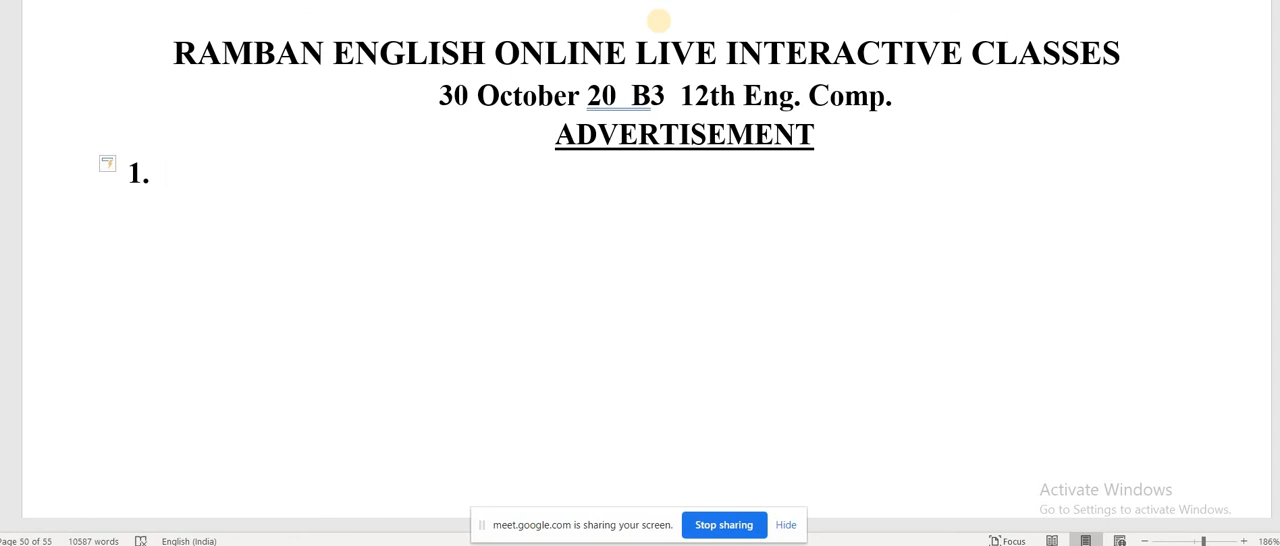 RAMBAN ENGLISH ONLINE LIVE INTERACTIVE CLASSES
30 October 20 B3 12th Eng. Comp.
ADVERTISEMENT
1.
Activate Windows
Go to Settings to activate Windows.
meet.google.com is sharing your screen. Stop sharing Hide
Page 50 of 55 10587 words English (India) Focus 186%